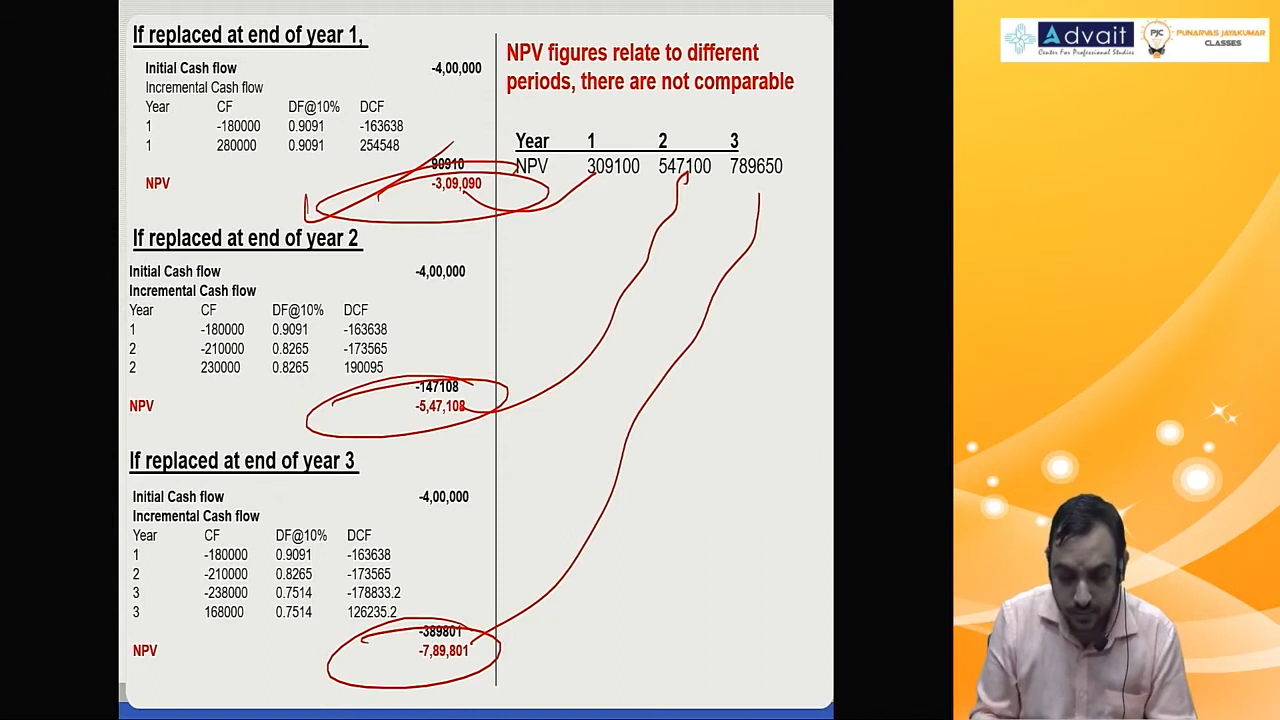 If replaced at end of year 1,
Initial Cash flow -4,00,000
Incremental Cash flow
Year CF DF@10% DCF
1 -180000 0.9091 -163638
1 280000 0.9091 254548
90910
NPV -3,09,090
If replaced at end of year 2
Initial Cash flow -4,00,000
Incremental Cash flow
Year CF DF@10% DCF
1 -180000 0.9091 -163638
2 -210000 0.8265 -173565
2 230000 0.8265 190095
-147108
NPV -5,47,108
If replaced at end of year 3
Initial Cash flow -4,00,000
Incremental Cash flow
Year CF DF@10% DCF
1 -180000 0.9091 -163638
2 -210000 0.8265 -173565
3 -238000 0.7514 -178833.2
3 168000 0.7514 126235.2
-389801
NPV -7,89,801
NPV figures relate to different
periods, there are not comparable
Year 1 2 3
NPV 309100 547100 789650
Advait
Center For Professional Studies
PJC
PUNARVAS JAYAKUMAR
CLASSES